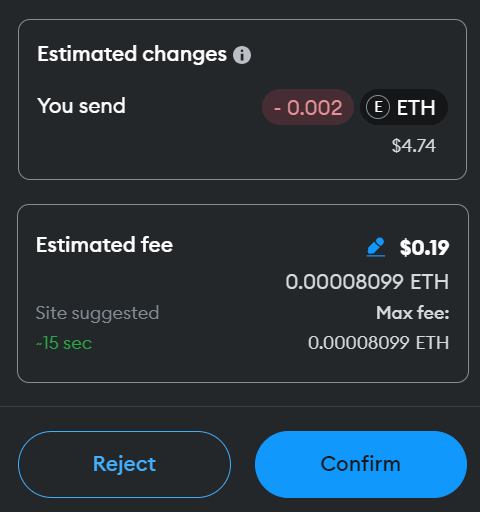 Estimated changes
You send - 0.002 E ETH
$4.74
Estimated fee $0.19
0.00008099 ETH
Site suggested Max fee:
~15 sec 0.00008099 ETH
Reject Confirm